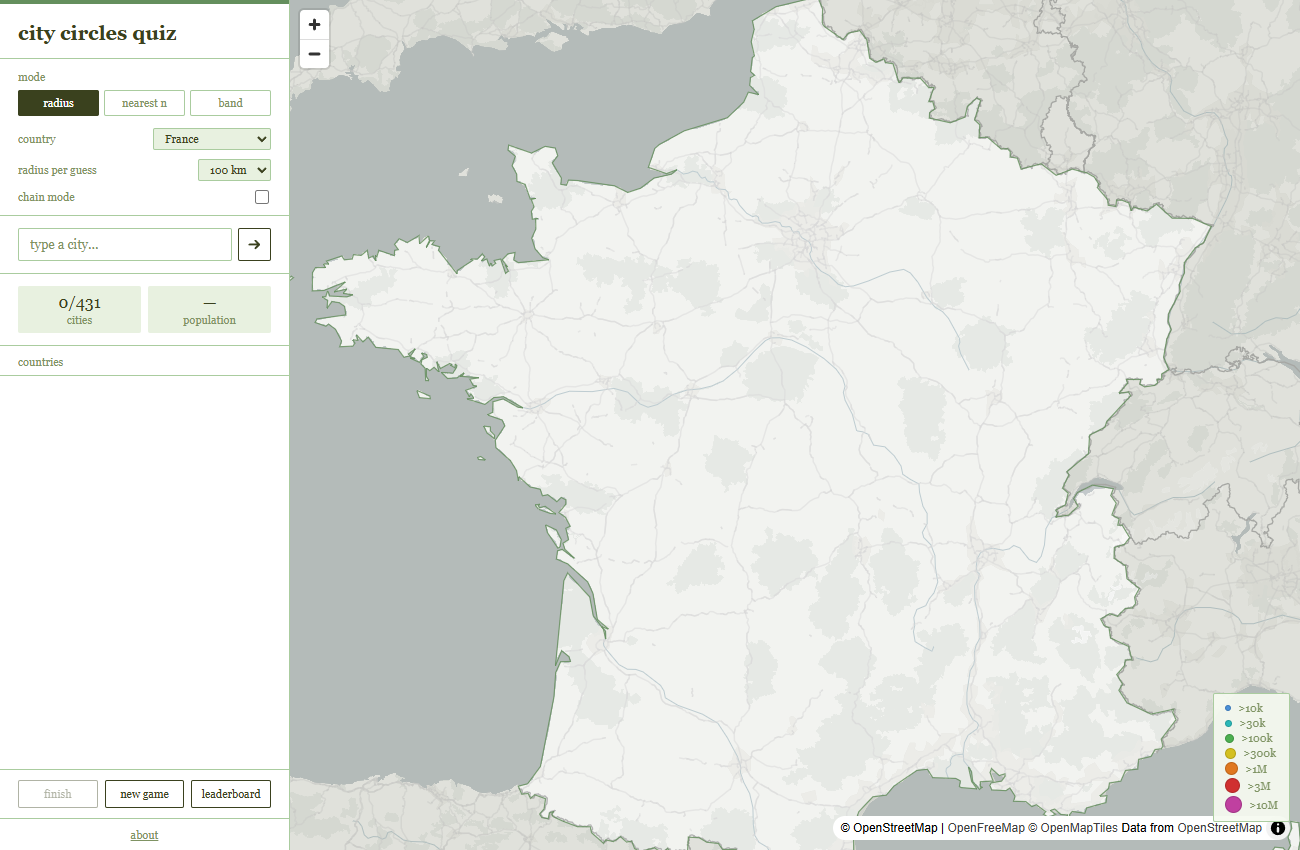 city circles quiz
mode
radius
nearest n
band
country
France
radius per guess
100 km
chain mode
type a city...
→
0/431
cities
—
population
countries
finish
new game
leaderboard
about
+
−
>10k
>30k
>100k
>300k
>1M
>3M
>10M
© OpenStreetMap | OpenFreeMap © OpenMapTiles Data from OpenStreetMap